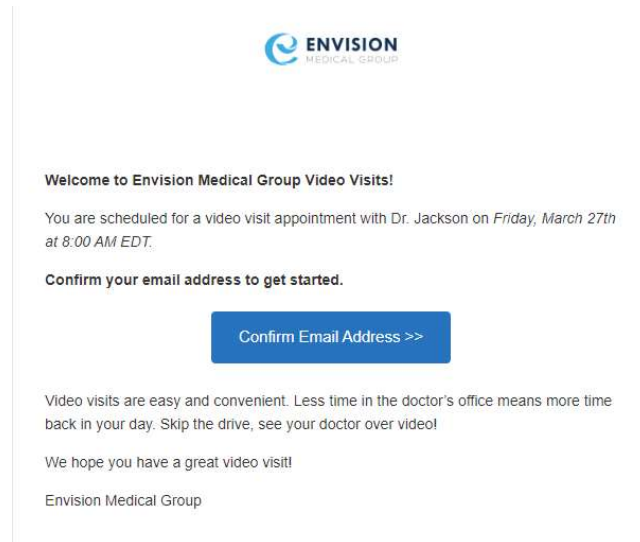 ENVISION
MEDICAL GROUP
Welcome to Envision Medical Group Video Visits!
You are scheduled for a video visit appointment with Dr. Jackson on Friday, March 27th
at 8:00 AM EDT.
Confirm your email address to get started.
Confirm Email Address >>
Video visits are easy and convenient. Less time in the doctor's office means more time
back in your day. Skip the drive, see your doctor over video!
We hope you have a great video visit!
Envision Medical Group